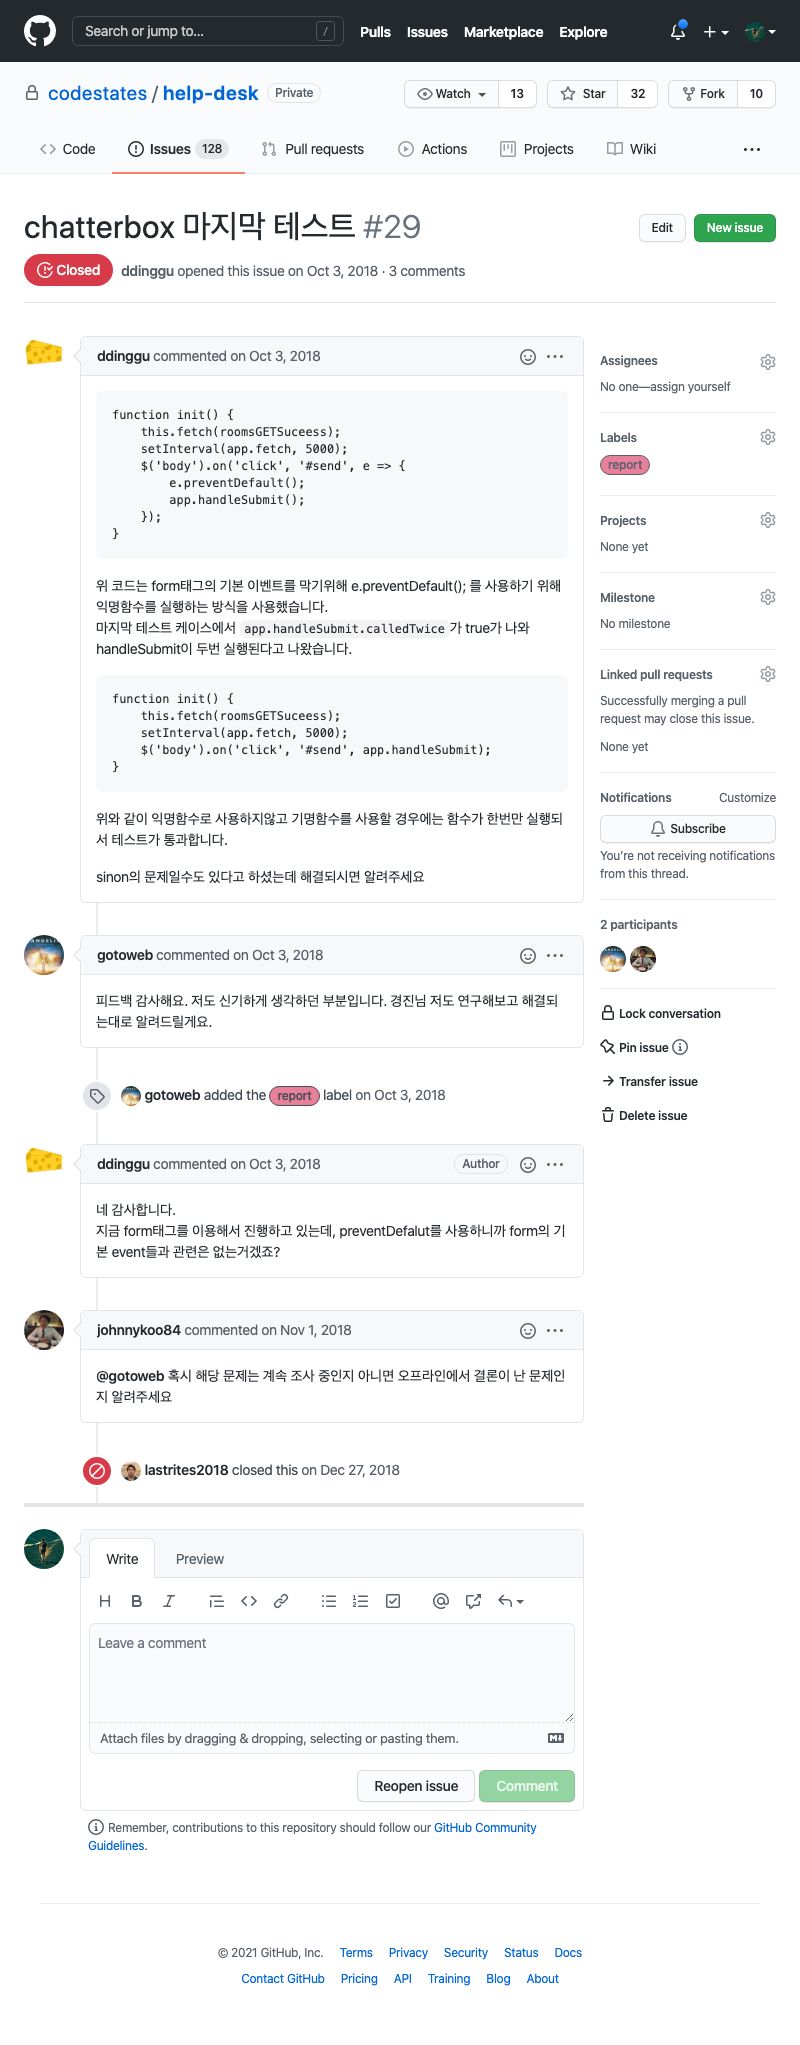 Search or jump to... /
Pulls Issues Marketplace Explore
codestates / help-desk Private
Watch 13 Star 32 Fork 10
Code Issues 128 Pull requests Actions Projects Wiki
chatterbox 마지막 테스트 #29
Edit New issue
Closed ddinggu opened this issue on Oct 3, 2018 · 3 comments
ddinggu commented on Oct 3, 2018
function init() {
    this.fetch(roomsGETSuceess);
    setInterval(app.fetch, 5000);
    $('body').on('click', '#send', e => {
        e.preventDefault();
        app.handleSubmit();
    });
}
위 코드는 form태그의 기본 이벤트를 막기위해 e.preventDefault(); 를 사용하기 위해
익명함수를 실행하는 방식을 사용했습니다.
마지막 테스트 케이스에서 app.handleSubmit.calledTwice 가 true가 나와
handleSubmit이 두번 실행된다고 나왔습니다.
function init() {
    this.fetch(roomsGETSuceess);
    setInterval(app.fetch, 5000);
    $('body').on('click', '#send', app.handleSubmit);
}
위와 같이 익명함수로 사용하지않고 기명함수를 사용할 경우에는 함수가 한번만 실행되
서 테스트가 통과합니다.
sinon의 문제일수도 있다고 하셨는데 해결되시면 알려주세요
gotoweb commented on Oct 3, 2018
피드백 감사해요. 저도 신기하게 생각하던 부분입니다. 경진님 저도 연구해보고 해결되
는대로 알려드릴게요.
gotoweb added the report label on Oct 3, 2018
ddinggu commented on Oct 3, 2018 Author
네 감사합니다.
지금 form태그를 이용해서 진행하고 있는데, preventDefalut를 사용하니까 form의 기
본 event들과 관련은 없는거겠죠?
johnnykoo84 commented on Nov 1, 2018
@gotoweb 혹시 해당 문제는 계속 조사 중인지 아니면 오프라인에서 결론이 난 문제인
지 알려주세요
lastrites2018 closed this on Dec 27, 2018
Write Preview
Leave a comment
Attach files by dragging & dropping, selecting or pasting them.
Reopen issue Comment
Remember, contributions to this repository should follow our GitHub Community
Guidelines.
Assignees
No one—assign yourself
Labels
report
Projects
None yet
Milestone
No milestone
Linked pull requests
Successfully merging a pull
request may close this issue.
None yet
Notifications Customize
Subscribe
You're not receiving notifications
from this thread.
2 participants
Lock conversation
Pin issue
Transfer issue
Delete issue
© 2021 GitHub, Inc. Terms Privacy Security Status Docs
Contact GitHub Pricing API Training Blog About